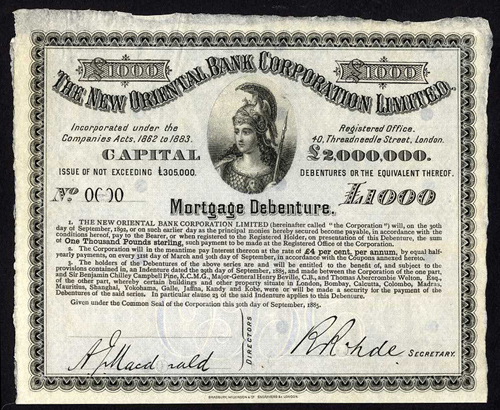 £1000 £1000
THE NEW ORIENTAL BANK CORPORATION LIMITED.
Incorporated under the
Companies Acts, 1862 to 1883.
Registered Office.
40, Threadneedle Street, London.
CAPITAL £2,000,000.
ISSUE OF NOT EXCEEDING £305,000. DEBENTURES OR THE EQUIVALENT THEREOF.
No. 0000 £1000
Mortgage Debenture.
1. THE NEW ORIENTAL BANK CORPORATION LIMITED (hereinafter called "the Corporation") will, on the 30th
day of September, 1892, or on such earlier day as the principal monies hereby secured become payable, in accordance with the
conditions hereof, pay to the Bearer, or when registered to the Registered Holder, on presentation of this Debenture, the sum
of One Thousand Pounds sterling, such payment to be made at the Registered Office of the Corporation.
2. The Corporation will in the meantime pay Interest thereon at the rate of £4 per cent. per annum, by equal half-
yearly payments, on every 31st day of March and 30th day of September, in accordance with the Coupons annexed hereto.
3. The holders of the Debentures of the above series are and will be entitled to the benefit of, and subject to the
provisions contained in, an Indenture dated the 29th day of September, 1885, and made between the Corporation of the one part,
and Sir Benjamin Chilley Campbell Pine, K.C.M.G., Major-General Henry Beville, C.B., and Thomas Abercrombie Welton, Esq.,
of the other part, whereby certain buildings and other property situate in London, Bombay, Calcutta, Colombo, Madras,
Mauritius, Shanghai, Yokohama, Galle, Jaffna, Kandy and Kobe, were or will be made a security for the payment of the
Debentures of the said series. In particular clause 23 of the said Indenture applies to this Debenture.
Given under the Common Seal of the Corporation this 30th day of September, 1885.
A J Macdonald
DIRECTORS
R Rohde
SECRETARY.
BRADBURY WILKINSON & Co. ENGRAVERS &c LONDON